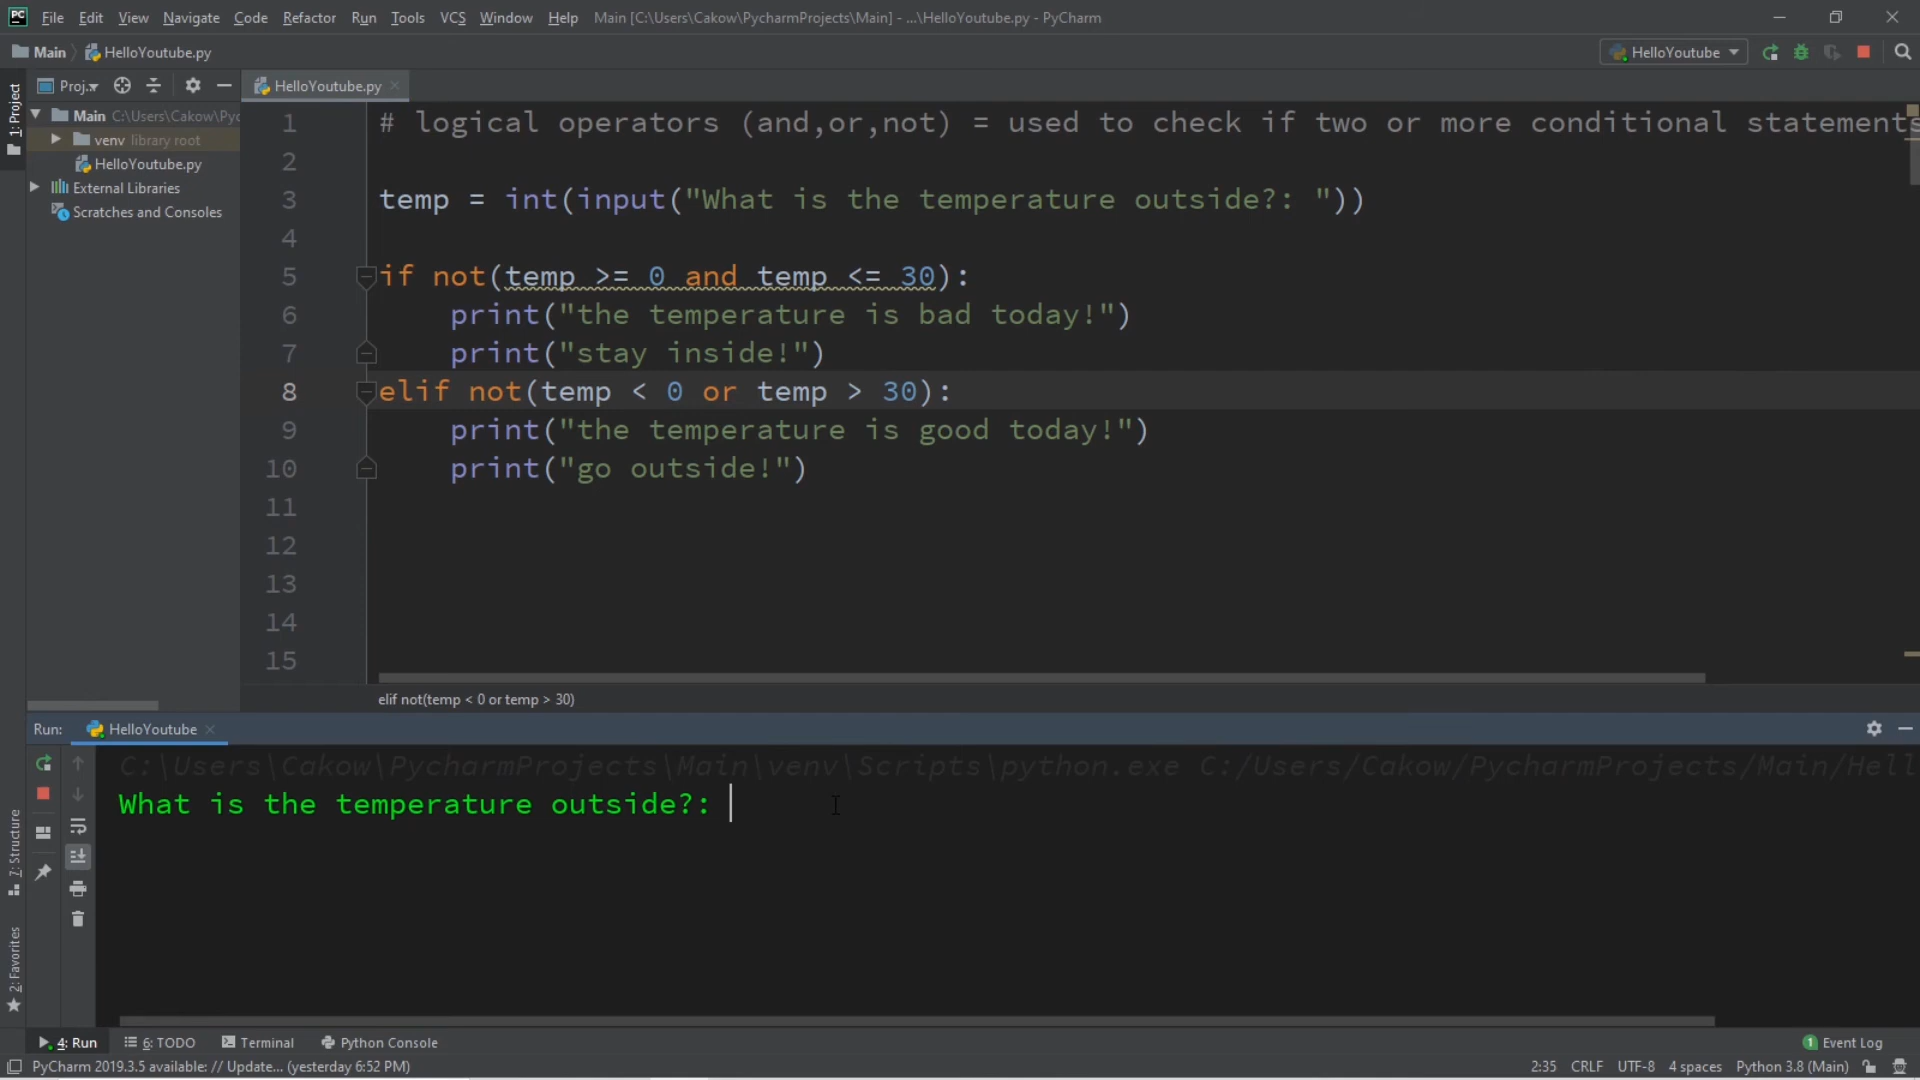 PC File Edit View Navigate Code Refactor Run Tools VCS Window Help Main [C:\Users\Cakow\PycharmProjects\Main] - ...\HelloYoutube.py - PyCharm
Main HelloYoutube.py HelloYoutube
1: Project
Proj... HelloYoutube.py
Main C:\Users\Cakow\Pyc
venv library root
HelloYoutube.py
External Libraries
Scratches and Consoles
1 # logical operators (and,or,not) = used to check if two or more conditional statements
2
3 temp = int(input("What is the temperature outside?: "))
4
5 if not(temp >= 0 and temp <= 30):
6 print("the temperature is bad today!")
7 print("stay inside!")
8 elif not(temp < 0 or temp > 30):
9 print("the temperature is good today!")
10 print("go outside!")
11
12
13
14
15
elif not(temp < 0 or temp > 30)
Run: HelloYoutube
C:\Users\Cakow\PycharmProjects\Main\venv\Scripts\python.exe C:/Users/Cakow/PycharmProjects/Main/Hell
What is the temperature outside?:
7: Structure
2: Favorites
4: Run 6: TODO Terminal Python Console 1 Event Log
PyCharm 2019.3.5 available: // Update... (yesterday 6:52 PM) 2:35 CRLF UTF-8 4 spaces Python 3.8 (Main)